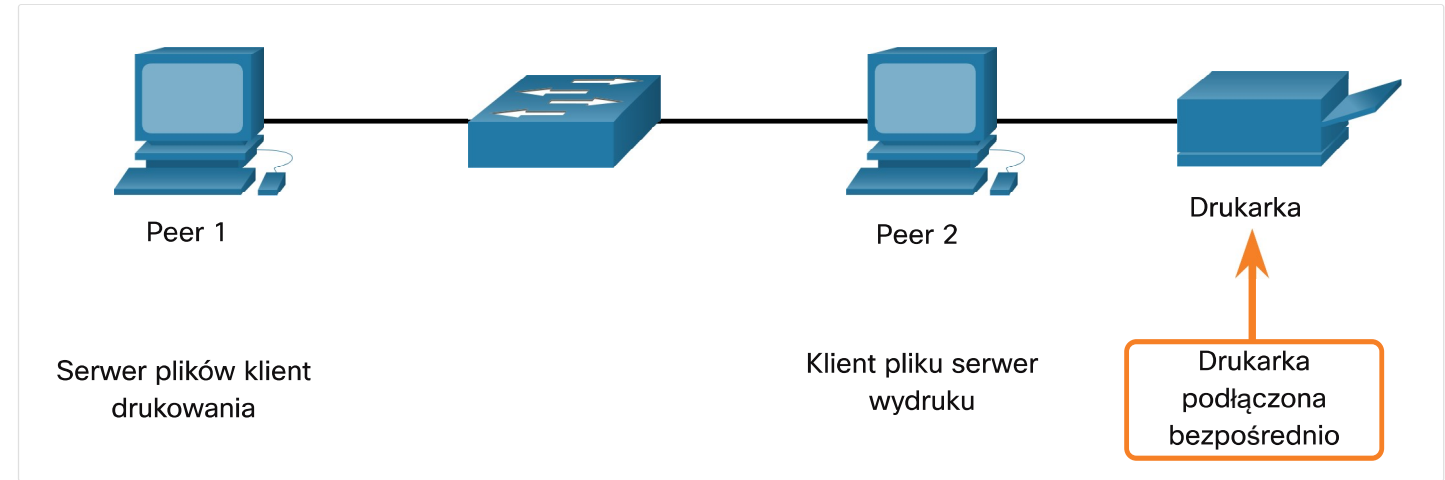 Peer 1
Peer 2
Drukarka
Serwer plików klient
drukowania
Klient pliku serwer
wydruku
Drukarka
podłączona
bezpośrednio